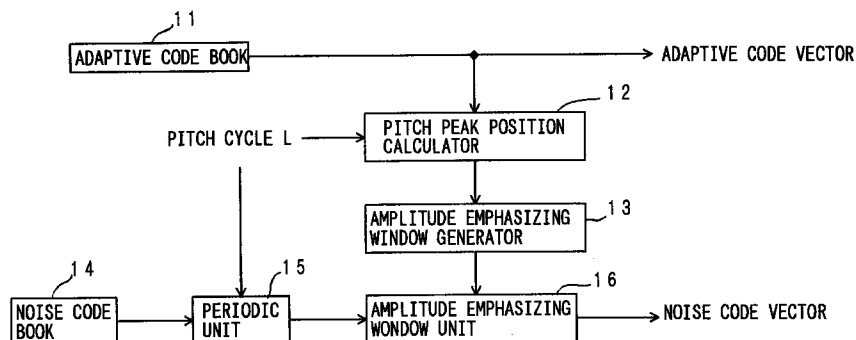 11
ADAPTIVE CODE BOOK
ADAPTIVE CODE VECTOR
12
PITCH CYCLE L
PITCH PEAK POSITION
CALCULATOR
13
AMPLITUDE EMPHASIZING
WINDOW GENERATOR
14
15
16
NOISE CODE
BOOK
PERIODIC
UNIT
AMPLITUDE EMPHASIZING
WONDOW UNIT
NOISE CODE VECTOR